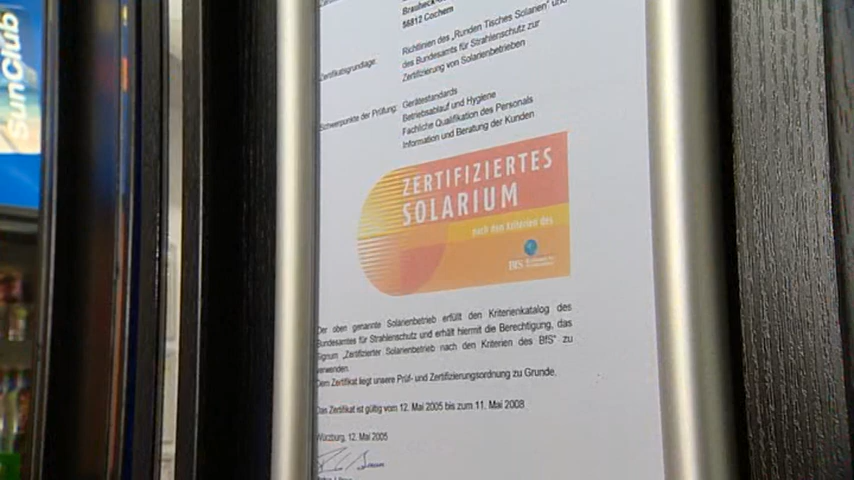 SunClub
56812 Cochem
Zertifikatsgrundlage:
Richtlinien des „Runden Tisches Solarien" und
des Bundesamts für Strahlenschutz zur
Zertifizierung von Solarienbetrieben
Schwerpunkte der Prüfung:
Gerätestandards
Betriebsablauf und Hygiene
Fachliche Qualifikation des Personals
Information und Beratung der Kunden
ZERTIFIZIERTES
SOLARIUM
nach den Kriterien des
BfS
Der oben genannte Solarienbetrieb erfüllt den Kriterienkatalog des
Bundesamtes für Strahlenschutz und erhält hiermit die Berechtigung, das
Signum „Zertifizierter Solarienbetrieb nach den Kriterien des BfS" zu
verwenden.
Dem Zertifikat liegt unsere Prüf- und Zertifizierungsordnung zu Grunde.
Das Zertifikat ist gültig vom 12. Mai 2005 bis zum 11. Mai 2008
Würzburg, 12. Mai 2005